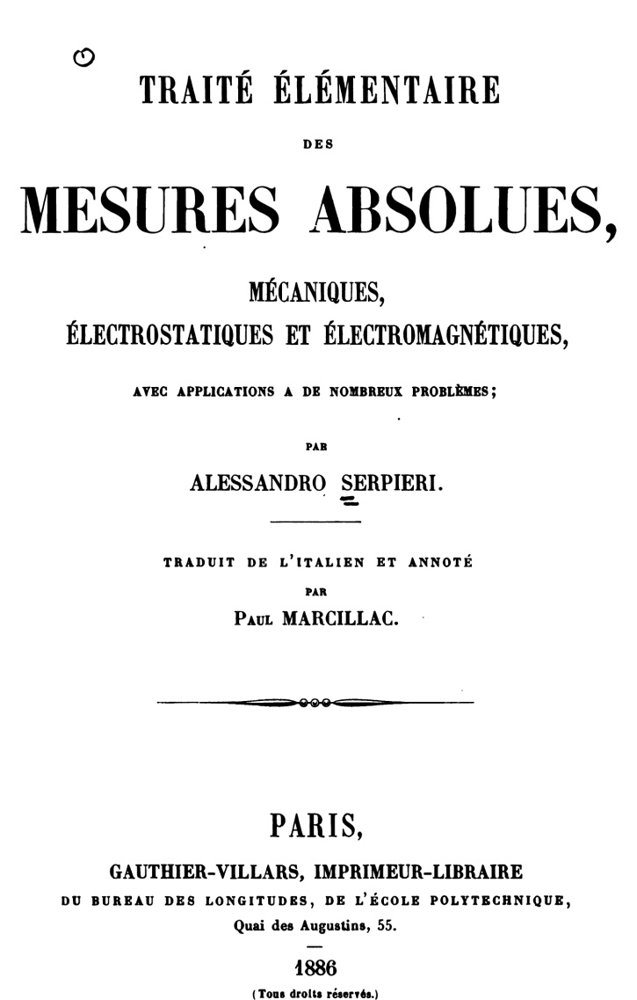 TRAITÉ ÉLÉMENTAIRE
DES
MESURES ABSOLUES,
MÉCANIQUES,
ÉLECTROSTATIQUES ET ÉLECTROMAGNÉTIQUES,
AVEC APPLICATIONS A DE NOMBREUX PROBLÈMES;
PAR
ALESSANDRO SERPIERI.
TRADUIT DE L'ITALIEN ET ANNOTÉ
PAR
PAUL MARCILLAC.
PARIS,
GAUTHIER-VILLARS, IMPRIMEUR-LIBRAIRE
DU BUREAU DES LONGITUDES, DE L'ÉCOLE POLYTECHNIQUE,
Quai des Augustins, 55.
1886
(Tous droits réservés.)